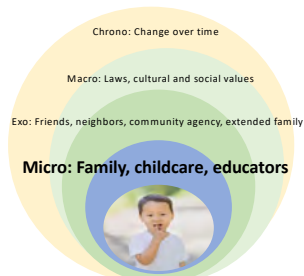 Chrono: Change over time
Macro: Laws, cultural and social values
Exo: Friends, neighbors, community agency, extended family
Micro: Family, childcare, educators